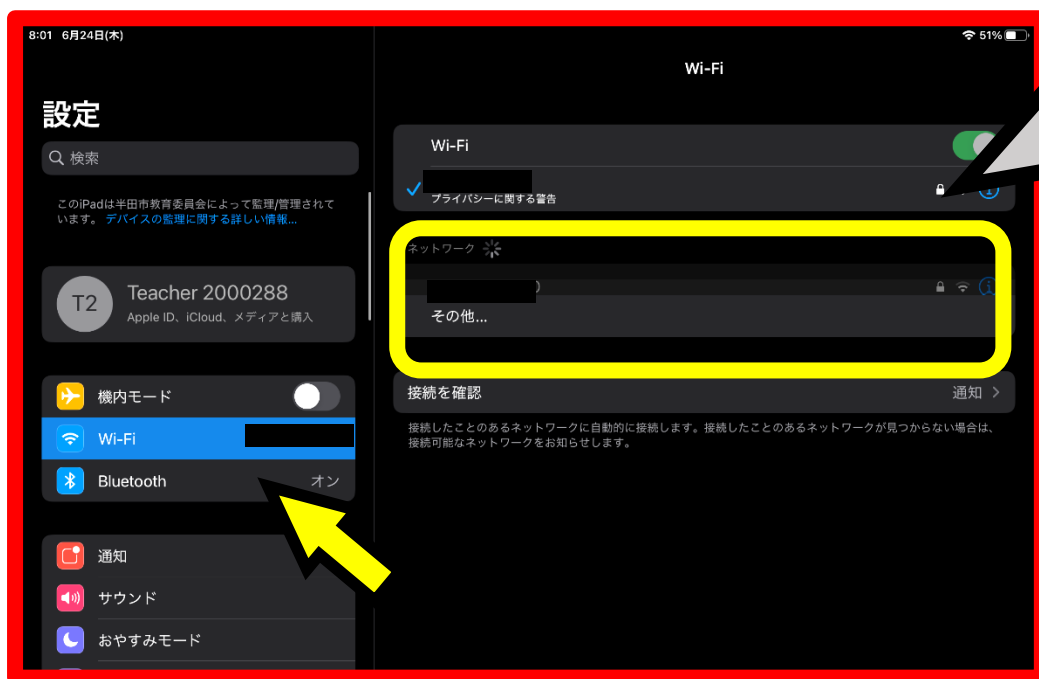 8:01 6月24日(木)
51%
設定
検索
このiPadは半田市教育委員会によって監理/管理されて
います。 デバイスの監理に関する詳しい情報...
T2
Teacher 2000288
Apple ID、iCloud、メディアと購入
機内モード
Wi-Fi
Bluetooth オン
通知
サウンド
おやすみモード
Wi-Fi
Wi-Fi
プライバシーに関する警告
ネットワーク
その他...
接続を確認 通知
接続したことのあるネットワークに自動的に接続します。接続したことのあるネットワークが見つからない場合は、
接続可能なネットワークをお知らせします。